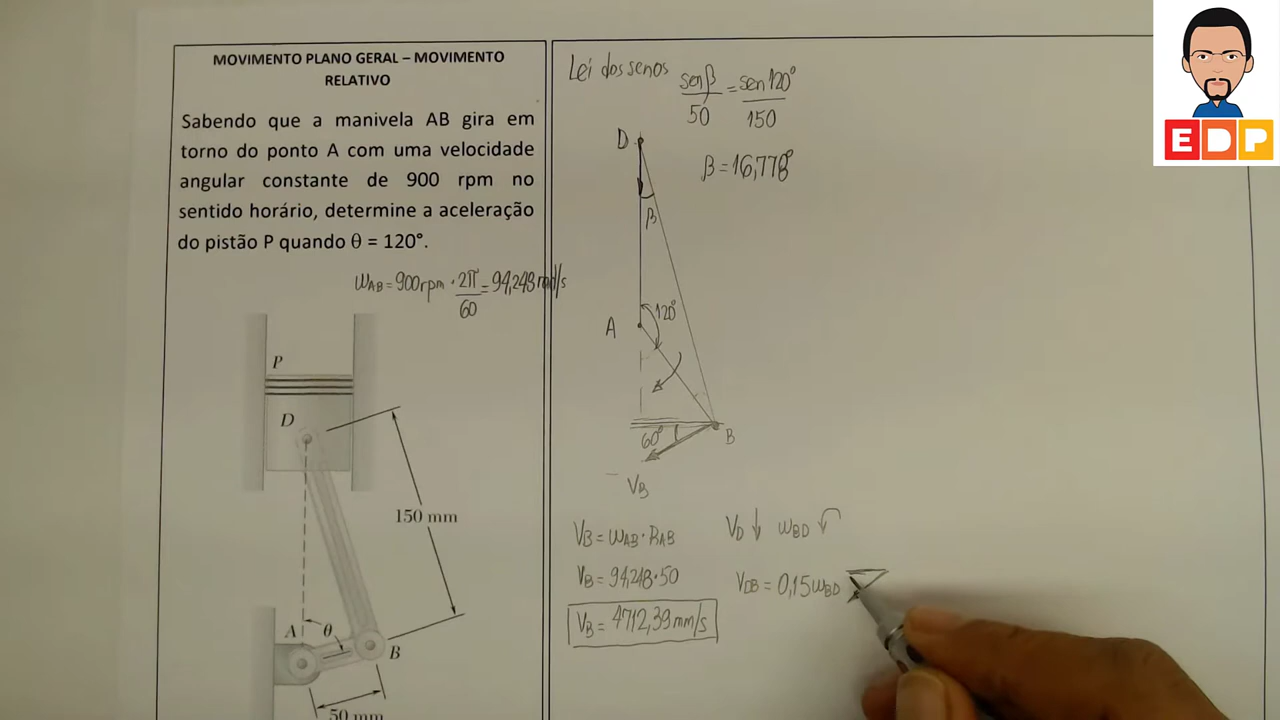 MOVIMENTO PLANO GERAL – MOVIMENTO
RELATIVO
Sabendo que a manivela AB gira em
torno do ponto A com uma velocidade
angular constante de 900 rpm no
sentido horário, determine a aceleração
do pistão P quando θ = 120°.
ωAB = 900 rpm · 2π/60 = 94,248 rad/s
P
D
150 mm
A
θ
B
50 mm
Lei dos senos
senβ/50 = sen120°/150
β = 16,778°
D
β
A
120°
60°
B
VB
VB = ωAB · RAB
VB = 94,248 · 50
VB = 4712,39 mm/s
VD ↓ ωBD
VDB = 0,15ωBD
EDP